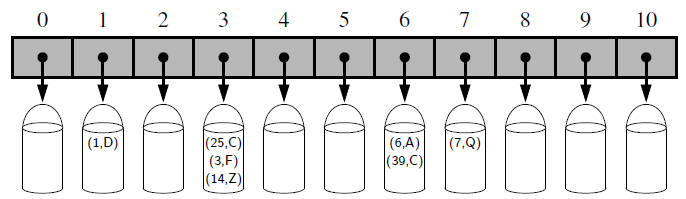 0 1 2 3 4 5 6 7 8 9 10
(1,D) (25,C) (6,A) (7,Q)
(3,F) (39,C)
(14,Z)